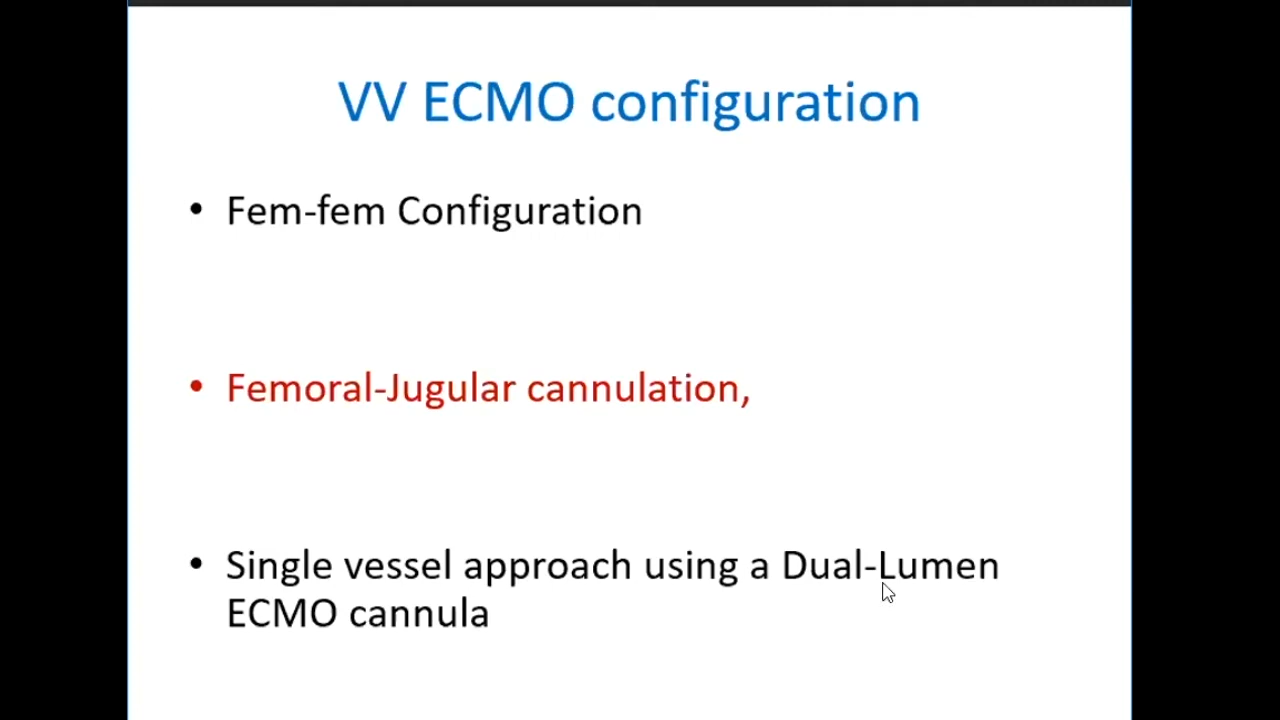 VV ECMO configuration
• Fem-fem Configuration
• Femoral-Jugular cannulation,
• Single vessel approach using a Dual-Lumen
ECMO cannula